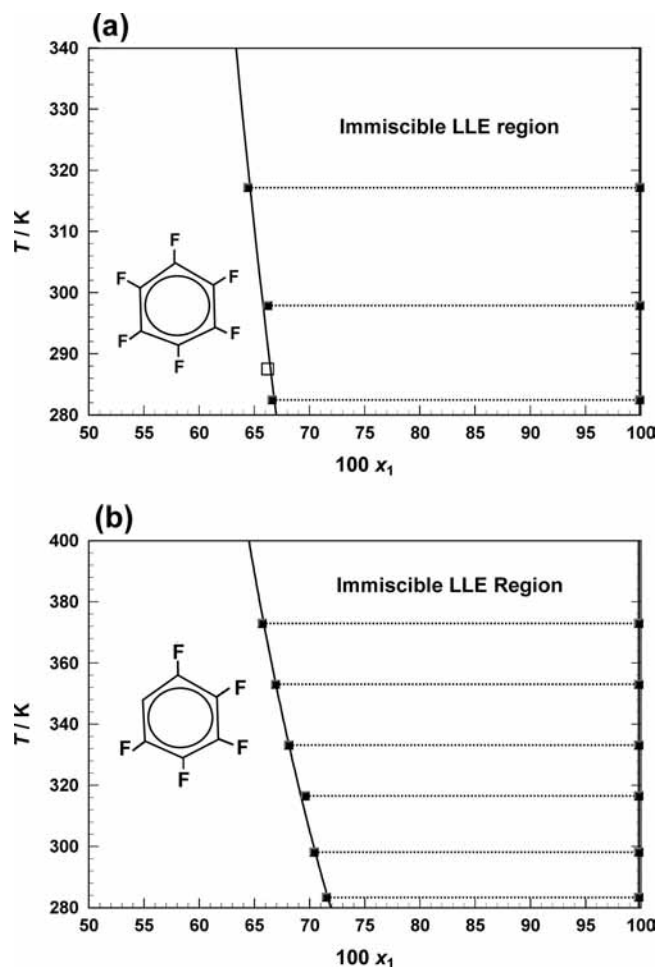 (a)
340
330
320
310
300
290
280
T / K
Immiscible LLE region
F
F
F
F
F
F
50 55 60 65 70 75 80 85 90 95 100
100 x₁
(b)
400
380
360
340
320
300
280
T / K
Immiscible LLE Region
F
F
F
F
F
50 55 60 65 70 75 80 85 90 95 100
100 x₁